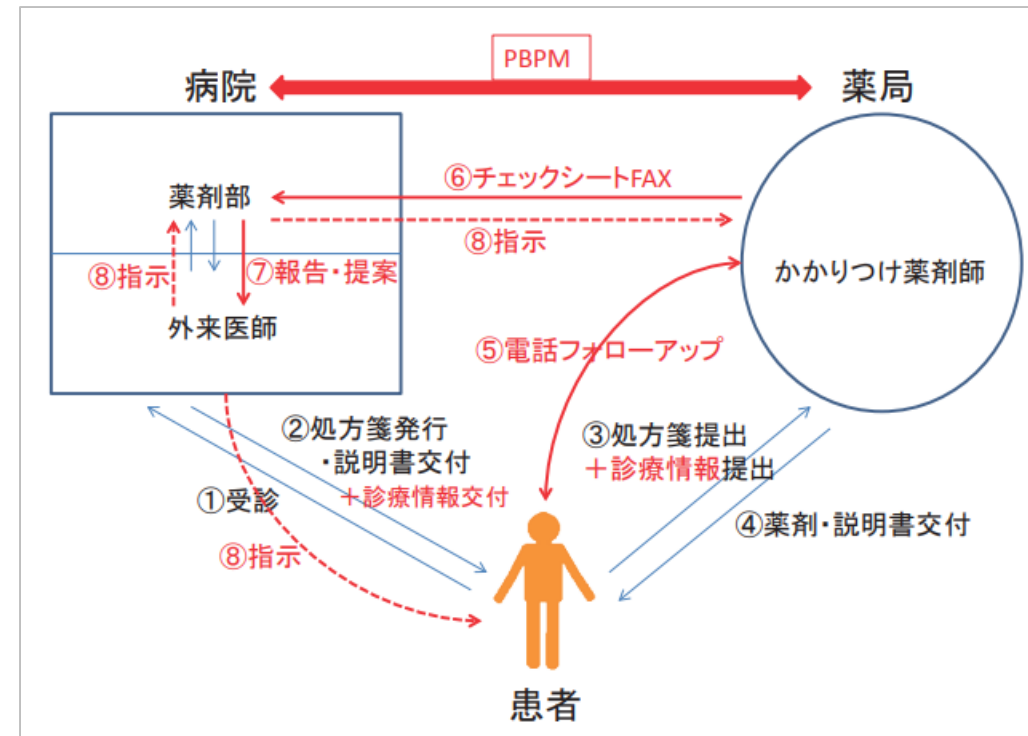 PBPM
病院
薬局
⑥チェックシートFAX
薬剤部
⑧指示
⑧指示
⑦報告・提案
かかりつけ薬剤師
外来医師
⑤電話フォローアップ
②処方箋発行
・説明書交付
＋診療情報交付
③処方箋提出
＋診療情報提出
①受診
④薬剤・説明書交付
⑧指示
患者